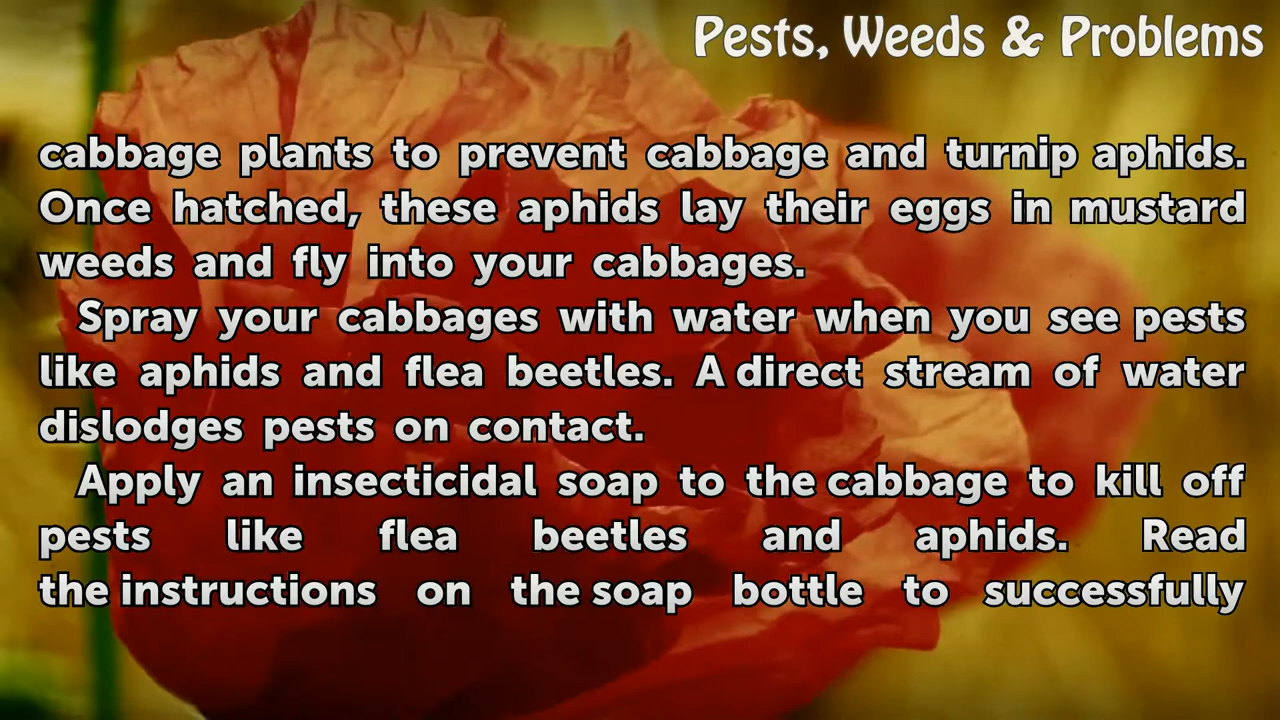 Pests, Weeds & Problems
cabbage plants to prevent cabbage and turnip aphids.
Once hatched, these aphids lay their eggs in mustard
weeds and fly into your cabbages.
Spray your cabbages with water when you see pests
like aphids and flea beetles. A direct stream of water
dislodges pests on contact.
Apply an insecticidal soap to the cabbage to kill off
pests like flea beetles and aphids. Read
the instructions on the soap bottle to successfully